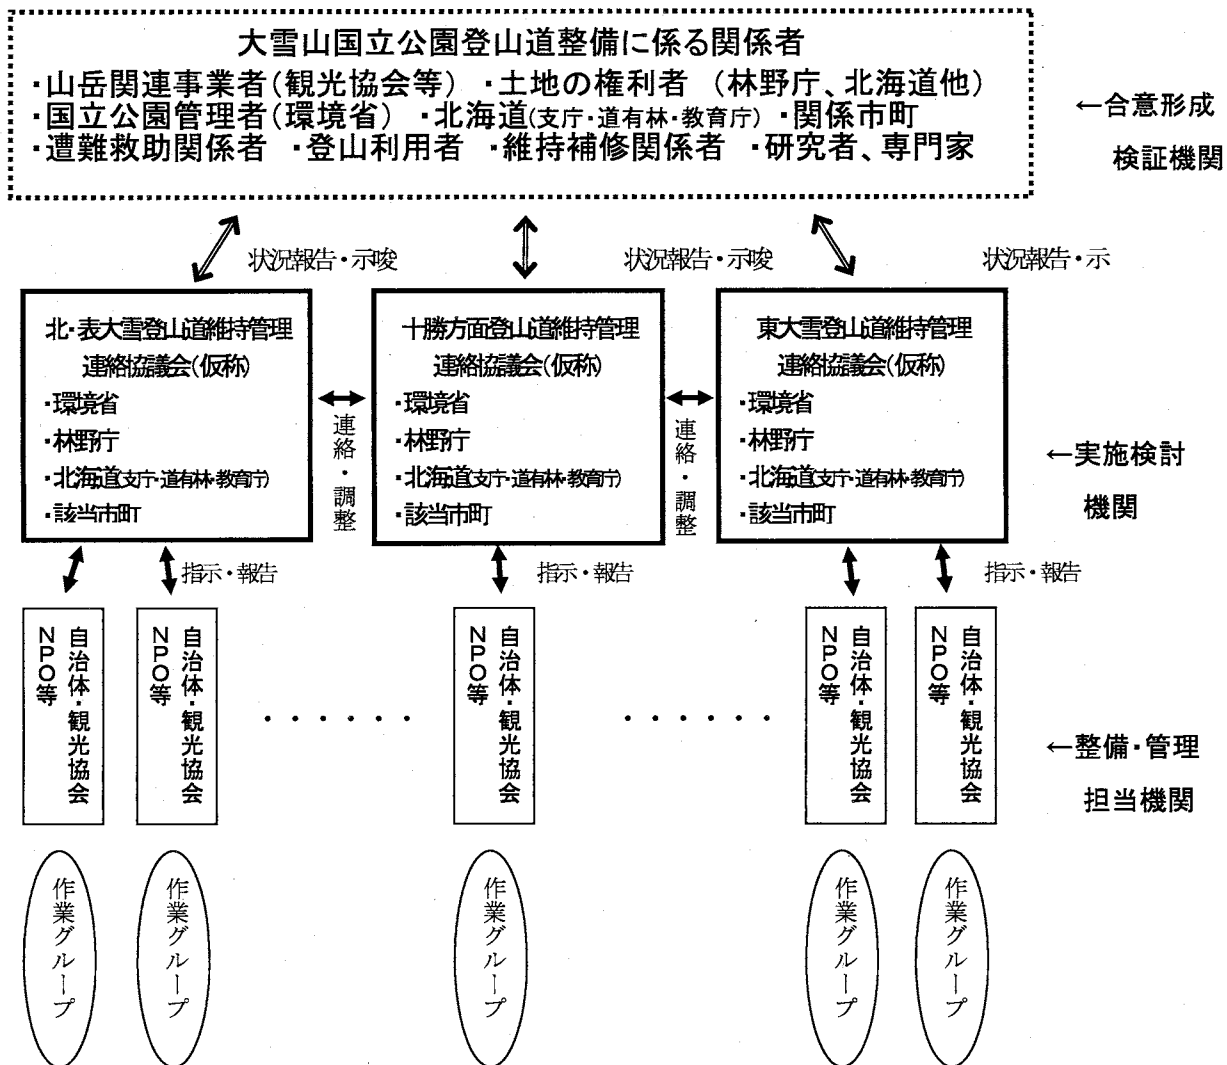 大雪山国立公園登山道整備に係る関係者
・山岳関連事業者(観光協会等) ・土地の権利者 (林野庁、北海道他)
・国立公園管理者(環境省) ・北海道(支庁・道有林・教育庁) ・関係市町
・遭難救助関係者 ・登山利用者 ・維持補修関係者 ・研究者、専門家
←合意形成
検証機関
状況報告・示唆
状況報告・示唆
状況報告・示
北・表大雪登山道維持管理
連絡協議会(仮称)
・環境省
・林野庁
・北海道(支庁・道有林・教育庁)
・該当市町
連絡・調整
十勝方面登山道維持管理
連絡協議会(仮称)
・環境省
・林野庁
・北海道(支庁・道有林・教育庁)
・該当市町
連絡・調整
東大雪登山道維持管理
連絡協議会(仮称)
・環境省
・林野庁
・北海道(支庁・道有林・教育庁)
・該当市町
←実施検討
機関
指示・報告
指示・報告
指示・報告
自治体・観光協会
NPO等
自治体・観光協会
NPO等
・・・・・・
自治体・観光協会
NPO等
・・・・・・
自治体・観光協会
NPO等
自治体・観光協会
NPO等
←整備・管理
担当機関
作業グループ
作業グループ
作業グループ
作業グループ
作業グループ